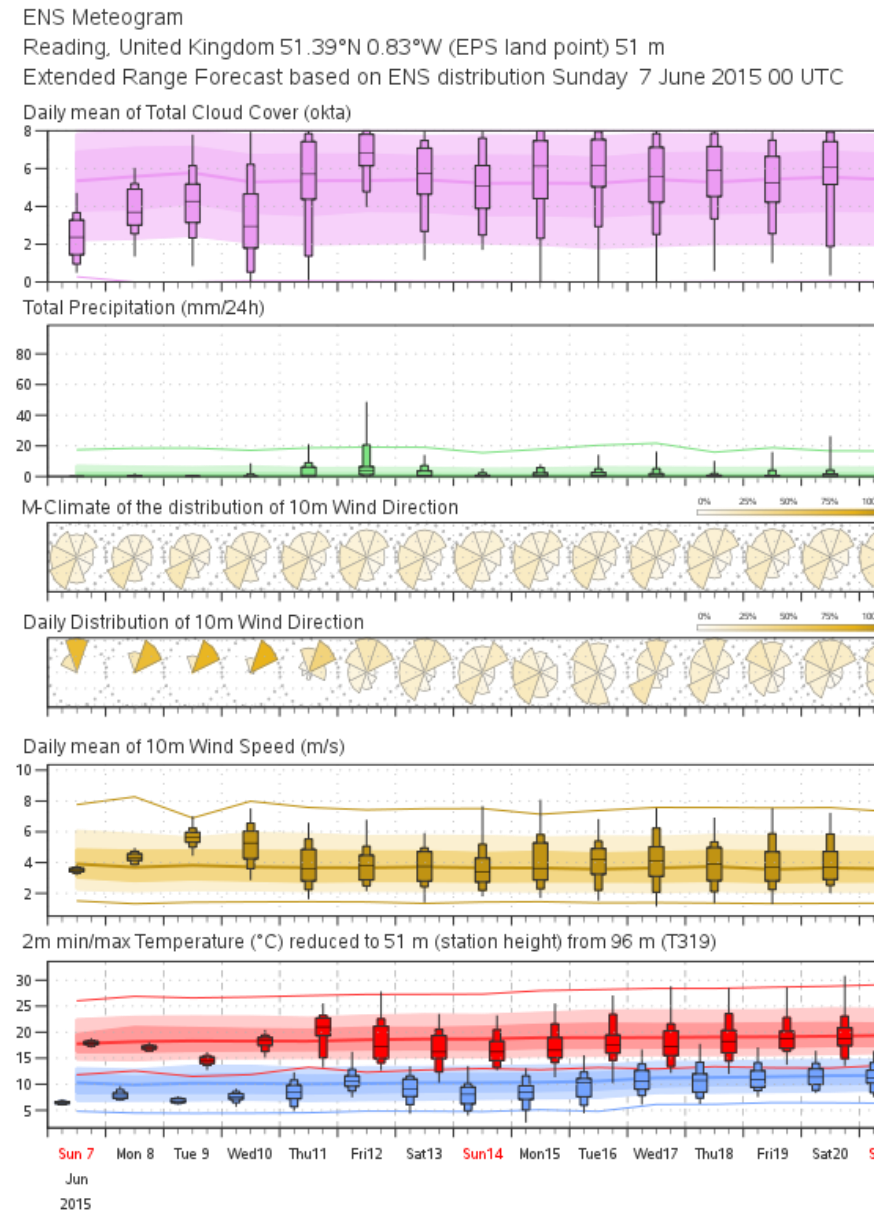 ENS Meteogram
Reading, United Kingdom 51.39°N 0.83°W (EPS land point) 51 m
Extended Range Forecast based on ENS distribution Sunday 7 June 2015 00 UTC
Daily mean of Total Cloud Cover (okta)
8
6
4
2
0
Total Precipitation (mm/24h)
80
60
40
20
0
M-Climate of the distribution of 10m Wind Direction
0% 25% 50% 75% 100
Daily Distribution of 10m Wind Direction
0% 25% 50% 75% 100
Daily mean of 10m Wind Speed (m/s)
10
8
6
4
2
2m min/max Temperature (°C) reduced to 51 m (station height) from 96 m (T319)
30
25
20
15
10
5
Sun 7 Mon 8 Tue 9 Wed10 Thu11 Fri12 Sat13 Sun14 Mon15 Tue16 Wed17 Thu18 Fri19 Sat20 S
Jun
2015